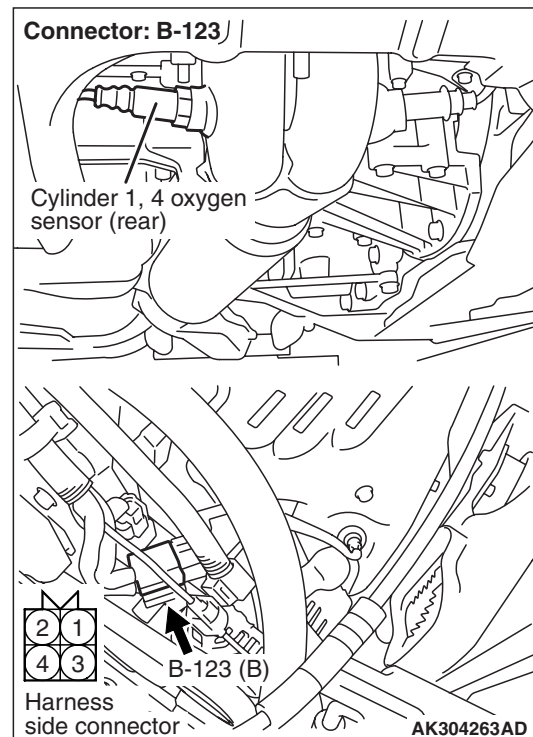 Connector: B-123
Cylinder 1, 4 oxygen
sensor (rear)
2 1
4 3
B-123 (B)
Harness
side connector
AK304263AD